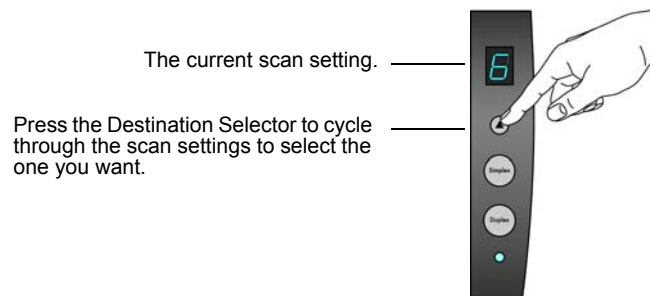 The current scan setting.
6
Press the Destination Selector to cycle
through the scan settings to select the
one you want.
Simplex
Duplex